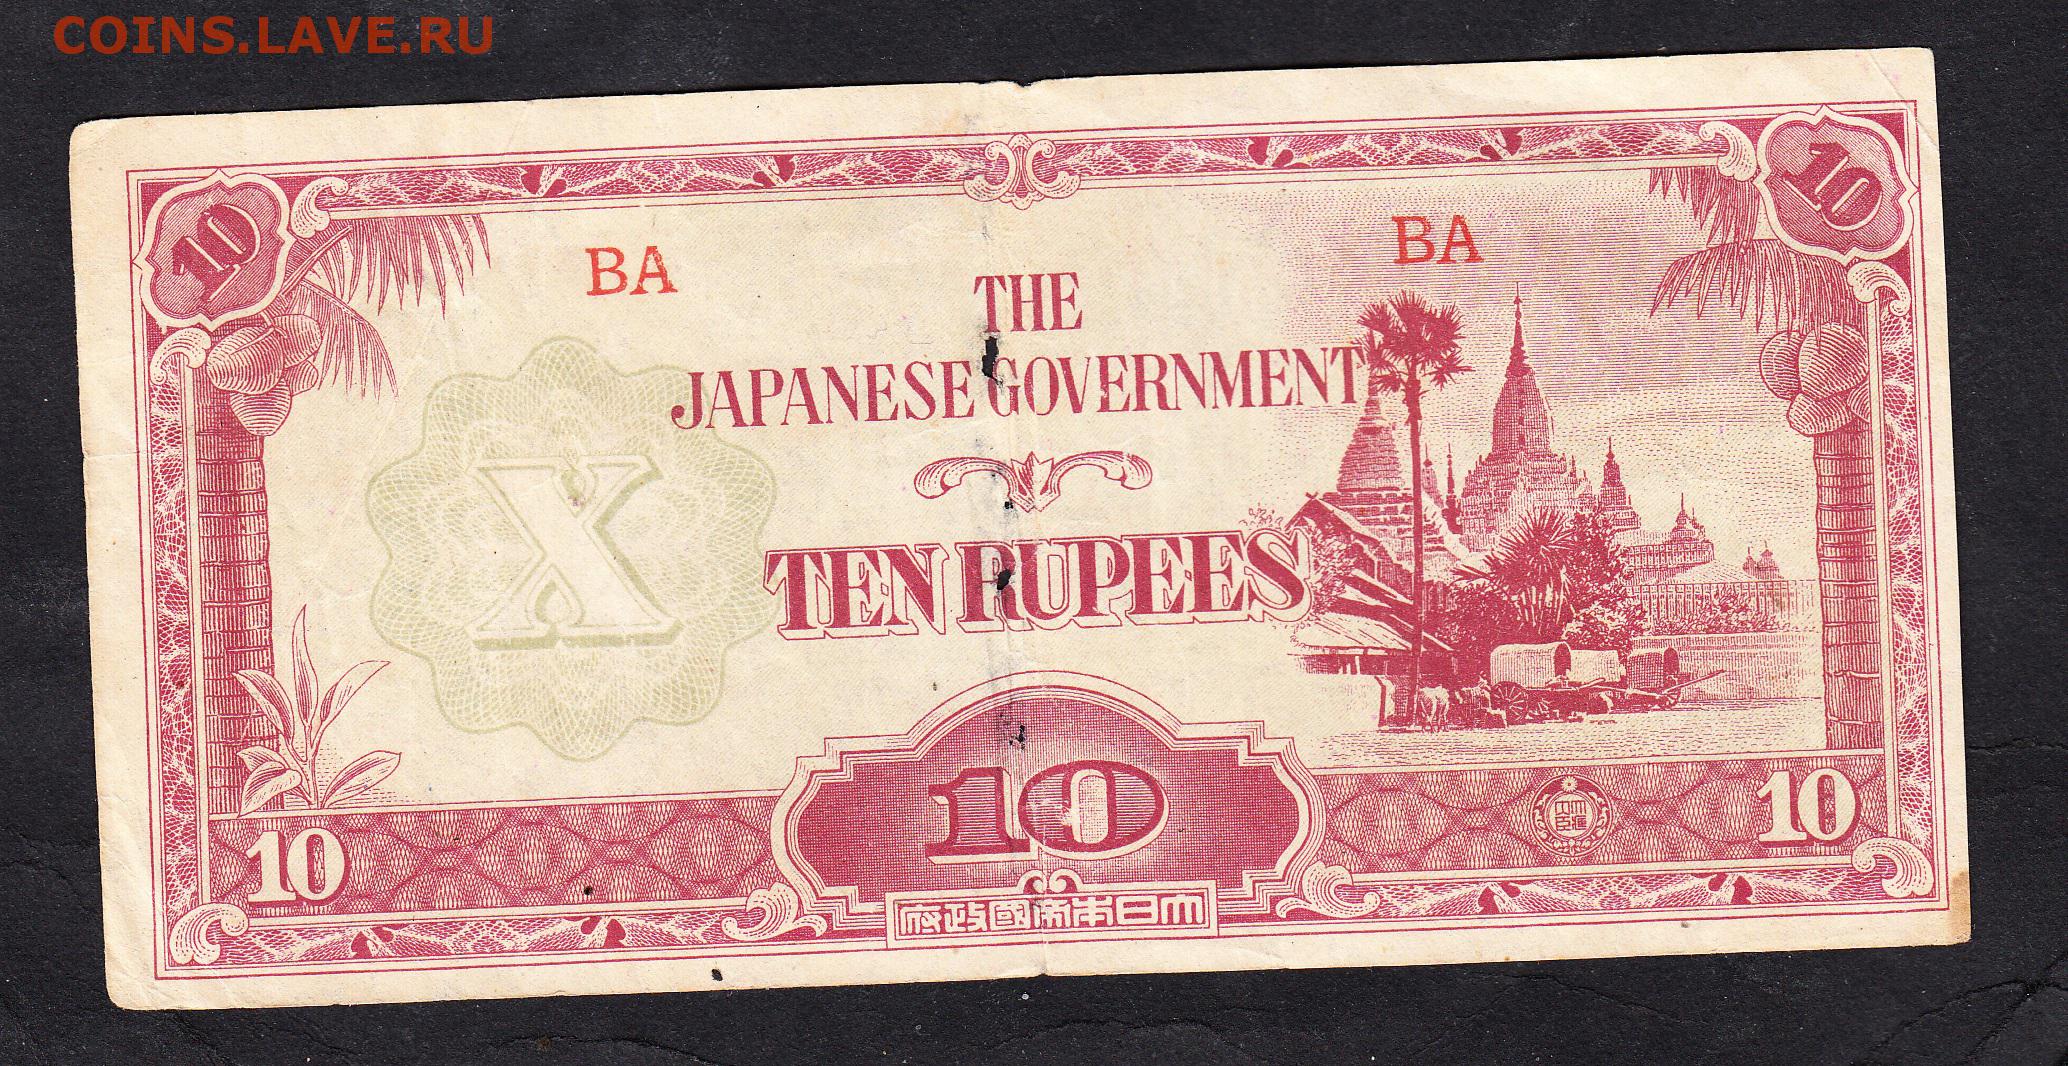 COINS.LAVE.RU
10
10
BA
BA
THE
JAPANESE GOVERNMENT
X
TEN RUPEES
10
10
10
府政國帝本日大